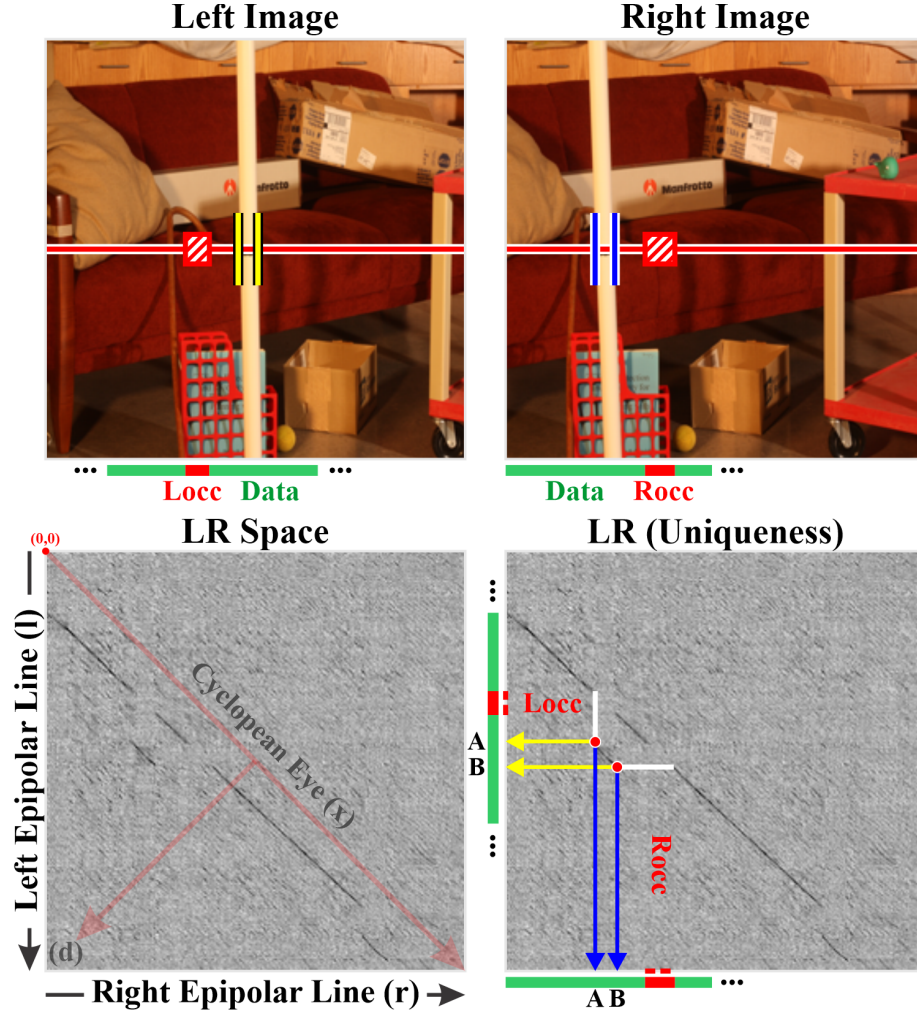 Left Image
Right Image
nfrotto
Manfrotto
... ...
Locc Data
...
Data Rocc
LR Space
LR (Uniqueness)
(0,0)
Left Epipolar Line (l)
Cyclopean Eye (x)
(d)
Right Epipolar Line (r)
...
Locc
A
B
...
Rocc
...
A B